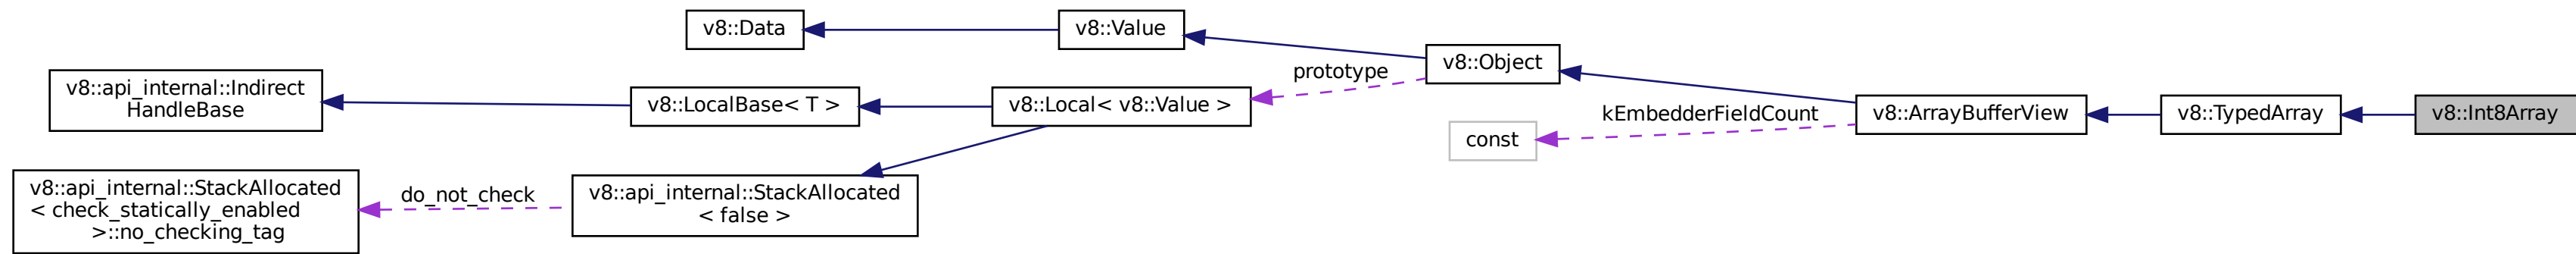 v8::Data
v8::Value
v8::Object
prototype
v8::api_internal::Indirect
HandleBase
v8::LocalBase< T >
v8::Local< v8::Value >
kEmbedderFieldCount
const
v8::ArrayBufferView
v8::TypedArray
v8::Int8Array
v8::api_internal::StackAllocated
< check_statically_enabled
>::no_checking_tag
do_not_check
v8::api_internal::StackAllocated
< false >